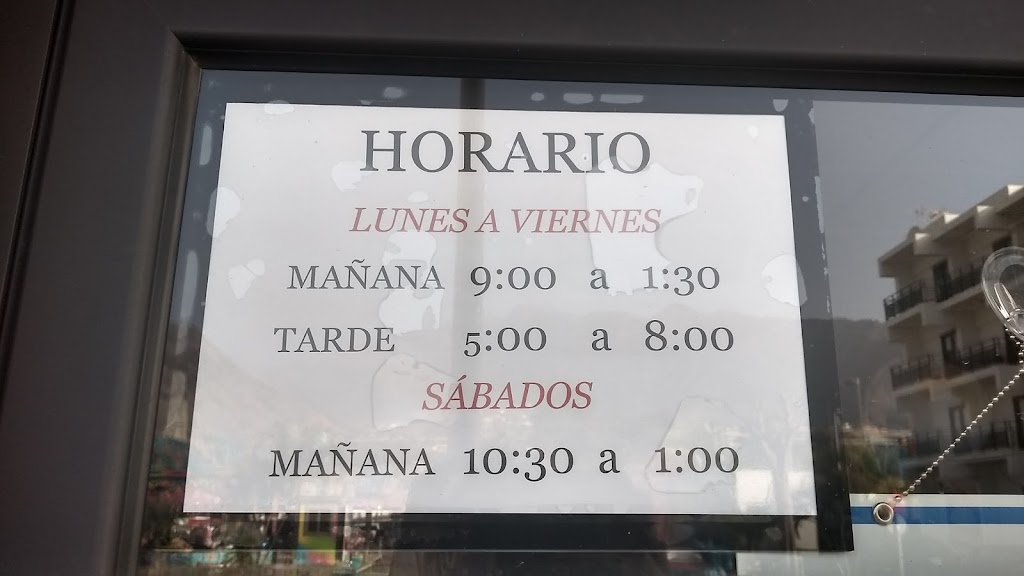 HORARIO
LUNES A VIERNES
MAÑANA 9:00 a 1:30
TARDE 5:00 a 8:00
SÁBADOS
MAÑANA 10:30 a 1:00